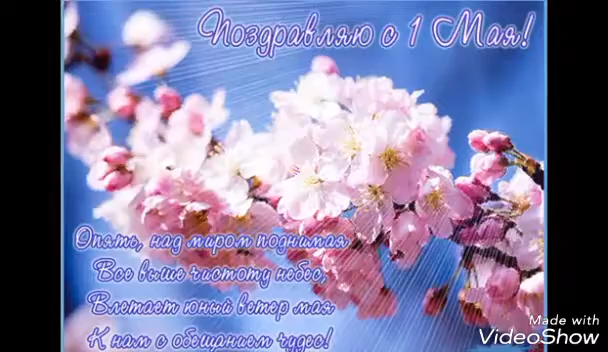 Поздравляю с 1 Мая!
Опять, над миром поднимая
Все выше чистоту небес,
Влетает юный ветер мая
К нам с обещанием чудес!
Made with
VideoShow